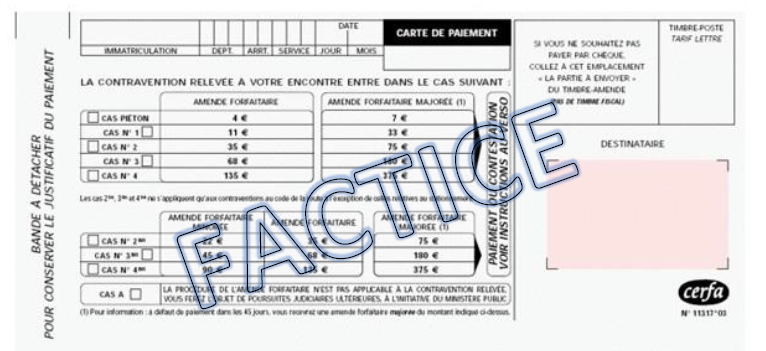 BANDE A DETACHER
POUR CONSERVER LE JUSTIFICATIF DU PAIEMENT
DATE
IMMATRICULATION DEPT. ARRT. SERVICE JOUR MOIS
CARTE DE PAIEMENT
LA CONTRAVENTION RELEVÉE À VOTRE ENCONTRE ENTRE DANS LE CAS SUIVANT :
AMENDE FORFAITAIRE AMENDE FORFAITAIRE MAJORÉE (1)
CAS PIÉTON 4 € 7 €
CAS N° 1 11 € 33 €
CAS N° 2 35 € 75 €
CAS N° 3 68 € 180 €
CAS N° 4 135 € 375 €
Les cas 2bis, 3bis et 4bis ne s'appliquent qu'aux contraventions au code de la route à l'exception de celles relatives au
AMENDE FORFAITAIRE MINORÉE AMENDE FORFAITAIRE AMENDE FORFAITAIRE MAJORÉE (1)
CAS N° 2bis 22 € 35 € 75 €
CAS N° 3bis 45 € 68 € 180 €
CAS N° 4bis 90 € 135 € 375 €
CAS A
LA PROCÉDURE DE L'AMENDE FORFAITAIRE N'EST PAS APPLICABLE À LA CONTRAVENTION RELEVÉE,
VOUS FEREZ L'OBJET DE POURSUITES JUDICIAIRES ULTÉRIEURES, À L'INITIATIVE DU MINISTÈRE PUBLIC
(1) Pour information : a défaut de paiement dans les 45 jours, vous recevrez une amende forfaitaire majorée du montant indiqué ci-dessus.
PAIEMENT OU CONTESTATION
VOIR INSTRUCTIONS AU VERSO
FACTICE
SI VOUS NE SOUHAITEZ PAS
PAYER PAR CHÈQUE,
COLLEZ À CET EMPLACEMENT
« LA PARTIE À ENVOYER »
DU TIMBRE-AMENDE
(PAS DE TIMBRE FISCAL)
TIMBRE-POSTE
TARIF LETTRE
DESTINATAIRE
cerfa
N° 11317*03